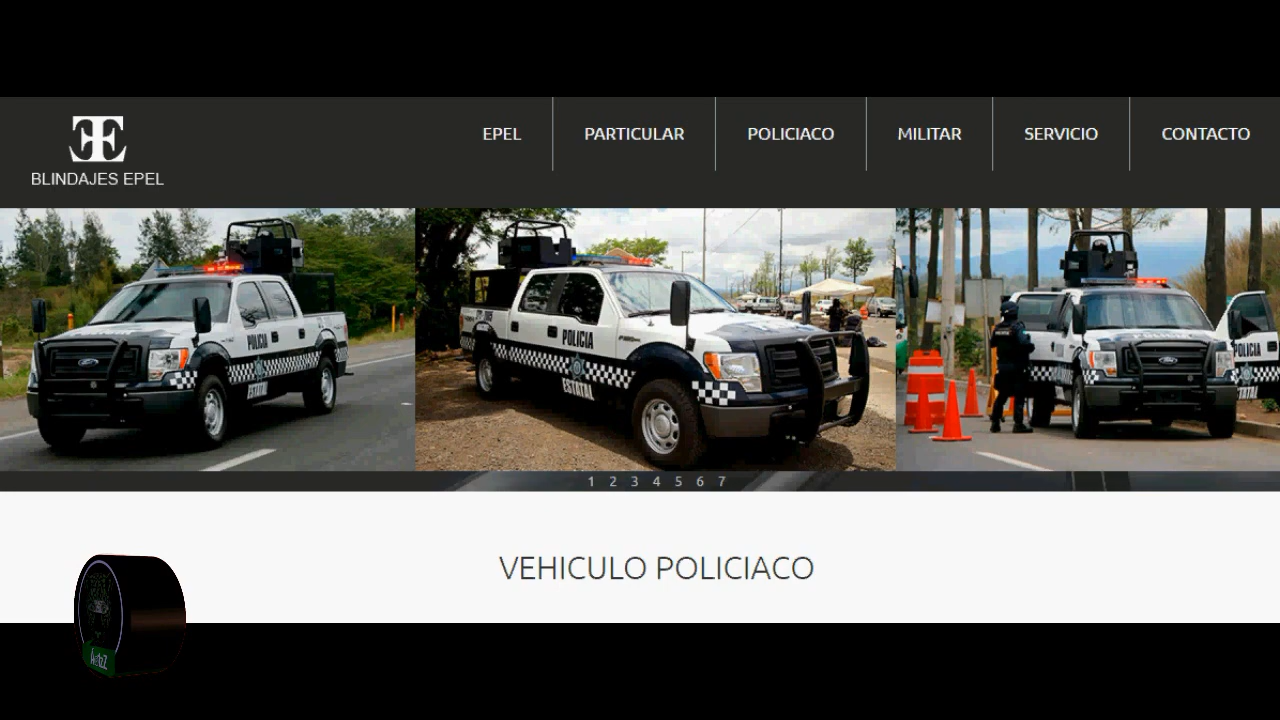 EPEL
PARTICULAR
POLICIACO
MILITAR
SERVICIO
CONTACTO
BLINDAJES EPEL
POLICIA
ESTATAL
POLICIA
ESTATAL
POLICIA
ESTATAL
1 2 3 4 5 6 7
VEHICULO POLICIACO